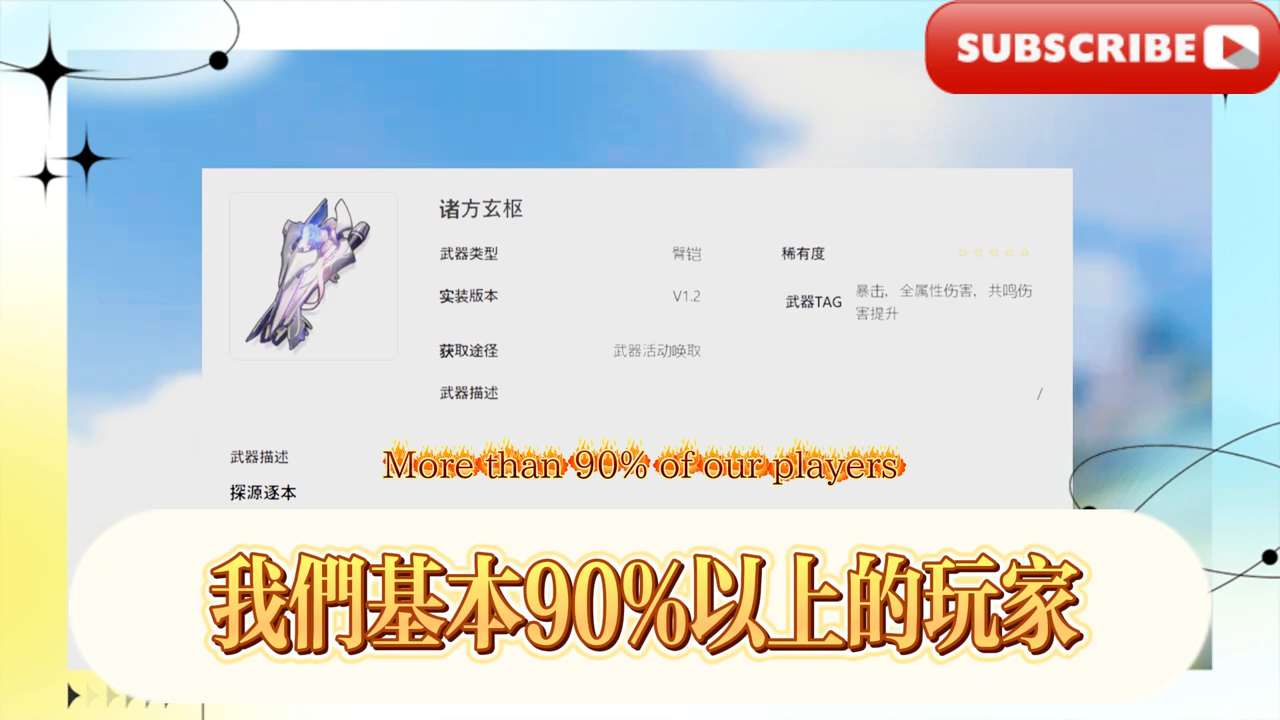 SUBSCRIBE
诸方玄枢
武器类型 臂铠 稀有度
实装版本 V1.2 武器TAG 暴击，全属性伤害，共鸣伤
害提升
获取途径 武器活动唤取
武器描述 /
武器描述
探源逐本
More than 90% of our players
我們基本90%以上的玩家